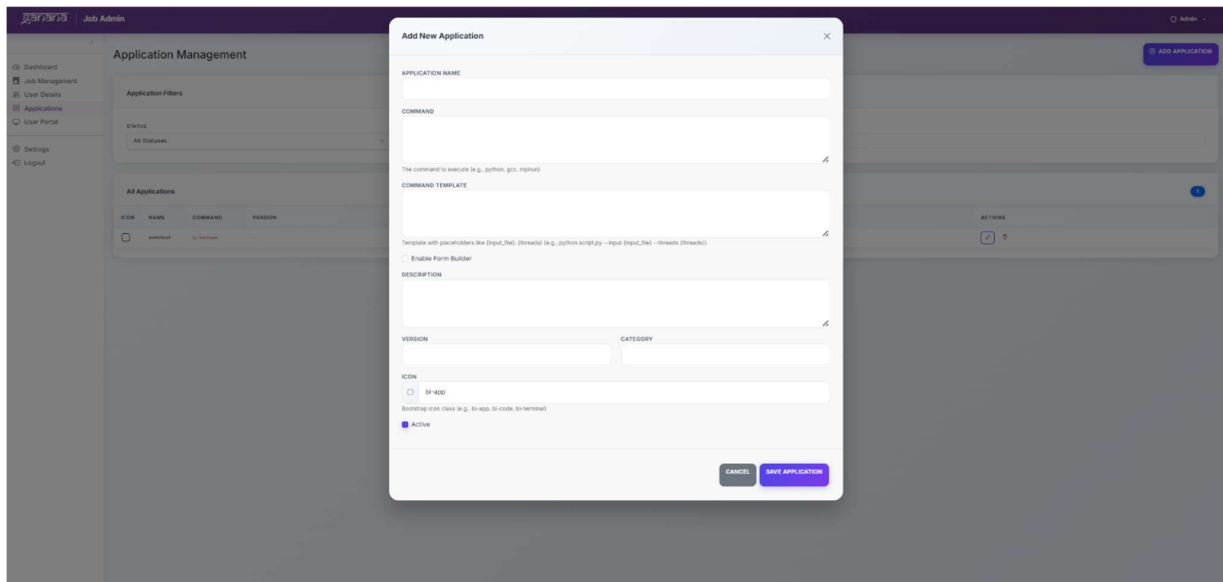 ganana
Job Admin
Admin
Application Management
ADD APPLICATION
Dashboard
Job Management
User Details
Applications
User Portal
Settings
Logout
Application Filters
STATUS
All Statuses
All Applications
1
ICON NAME COMMAND VERSION ACTIONS
-
Add New Application
APPLICATION NAME
COMMAND
The command to execute (e.g., python, gcc, mpirun)
COMMAND TEMPLATE
Template with placeholders like {input_file}, {threads} (e.g., python script.py --input {input_file} --threads {threads})
Enable Form Builder
DESCRIPTION
VERSION CATEGORY
ICON
bi-app
Bootstrap icon class (e.g., bi-app, bi-code, bi-terminal)
Active
CANCEL SAVE APPLICATION